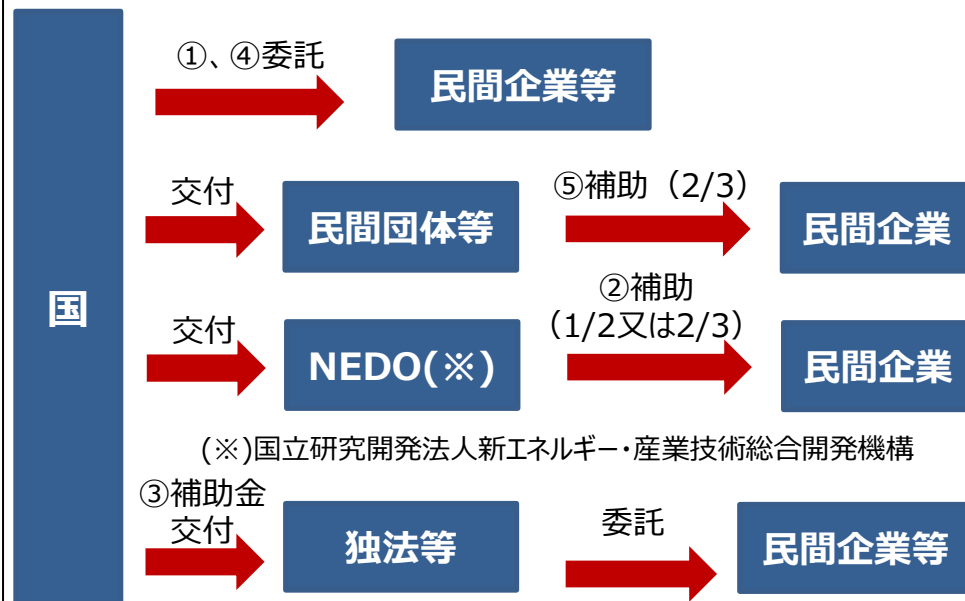 国
①、④委託
民間企業等
交付
民間団体等
⑤補助（2/3）
民間企業
交付
NEDO(※)
②補助
（1/2又は2/3）
民間企業
(※)国立研究開発法人新エネルギー・産業技術総合開発機構
③補助金
交付
独法等
委託
民間企業等